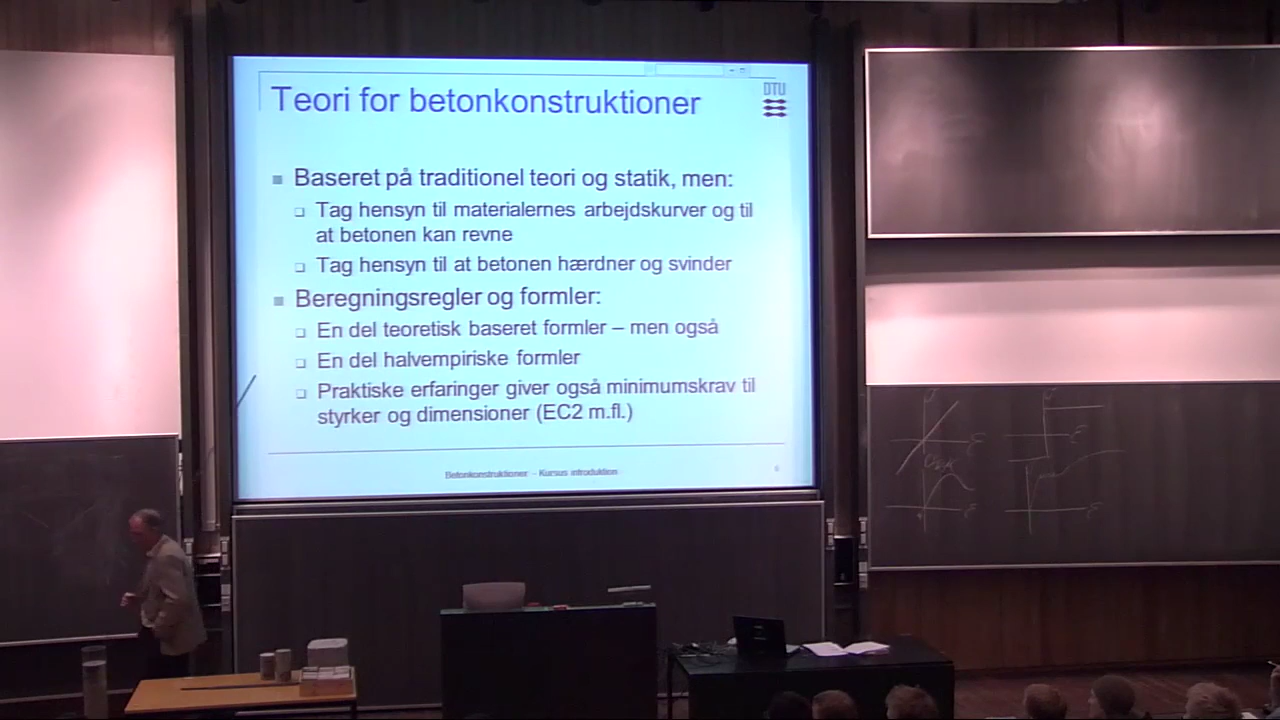 Teori for betonkonstruktioner
DTU
Baseret på traditionel teori og statik, men:
Tag hensyn til materialernes arbejdskurver og til
at betonen kan revne
Tag hensyn til at betonen hærdner og svinder
Beregningsregler og formler:
En del teoretisk baseret formler – men også
En del halvempiriske formler
Praktiske erfaringer giver også minimumskrav til
styrker og dimensioner (EC2 m.fl.)
Betonkonstruktioner - Kursus introduktion
6